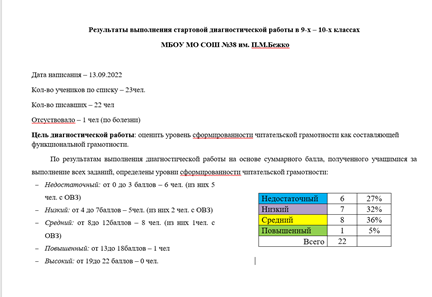 Результаты выполнения стартовой диагностической работы в 9-х – 10-х классах
МБОУ МО СОШ №38 им. П.М.Бежко
Дата написания – 13.09.2022
Кол-во учеников по списку – 23чел.
Кол-во писавших – 22 чел
Отсуствовало – 1 чел (по болезни)
Цель диагностической работы: оценить уровень сформированности читательской грамотности как составляющей
функциональной грамотности.
По результатам выполнения диагностической работы на основе суммарного балла, полученного учащимися за
выполнение всех заданий, определены уровни сформированности читательской грамотности:
– Недостаточный: от 0 до 3 баллов – 6 чел. (из них 5
чел. с ОВЗ)
– Низкий: от 4 до 7баллов – 5чел. (из них 2 чел. с ОВЗ)
– Средний: от 8до 12баллов – 8 чел. (из них 1чел. с
ОВЗ)
– Повышенный: от 13до 18баллов – 1 чел
– Высокий: от 19до 22 баллов – 0 чел.
Недостаточный 6 27%
Низкий 7 32%
Средний 8 36%
Повышенный 1 5%
Всего 22